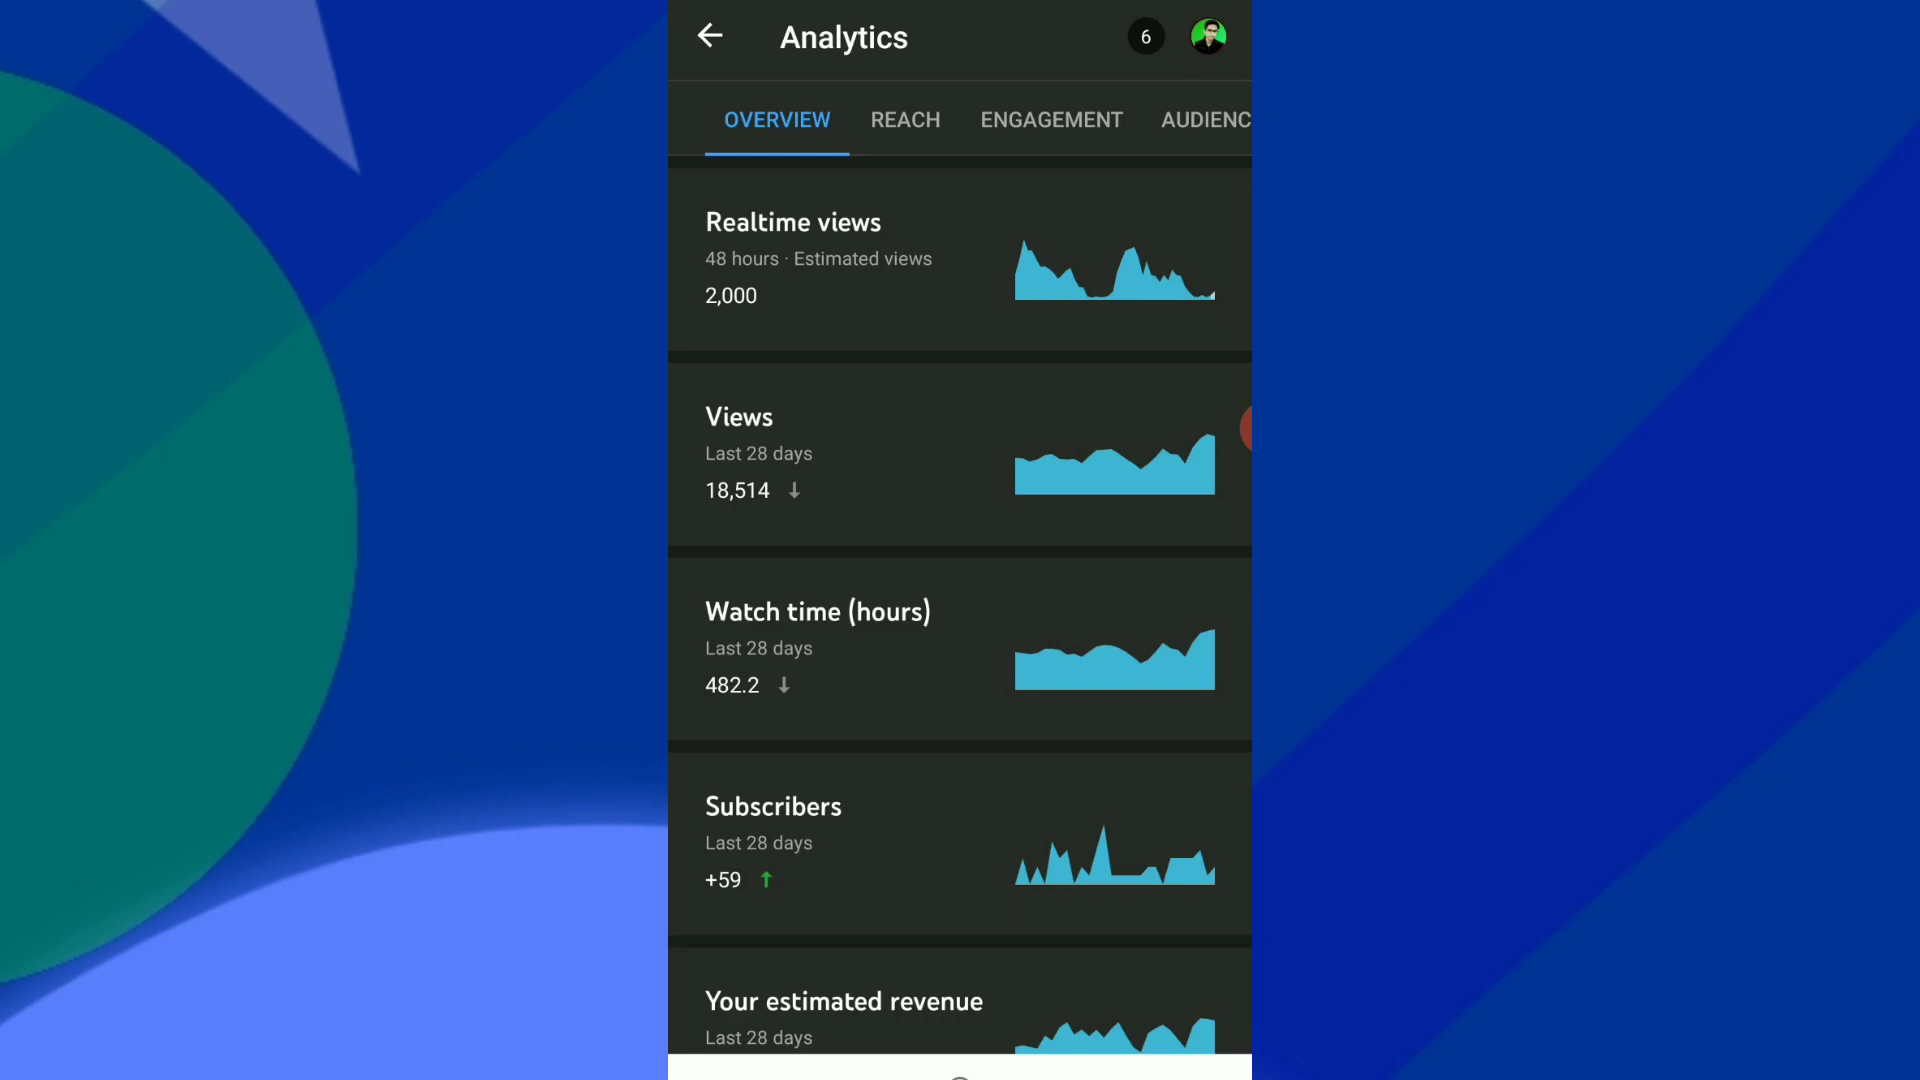 Analytics
6
OVERVIEW REACH ENGAGEMENT AUDIENC
Realtime views
48 hours · Estimated views
2,000
Views
Last 28 days
18,514 ↓
Watch time (hours)
Last 28 days
482.2 ↓
Subscribers
Last 28 days
+59 ↑
Your estimated revenue
Last 28 days